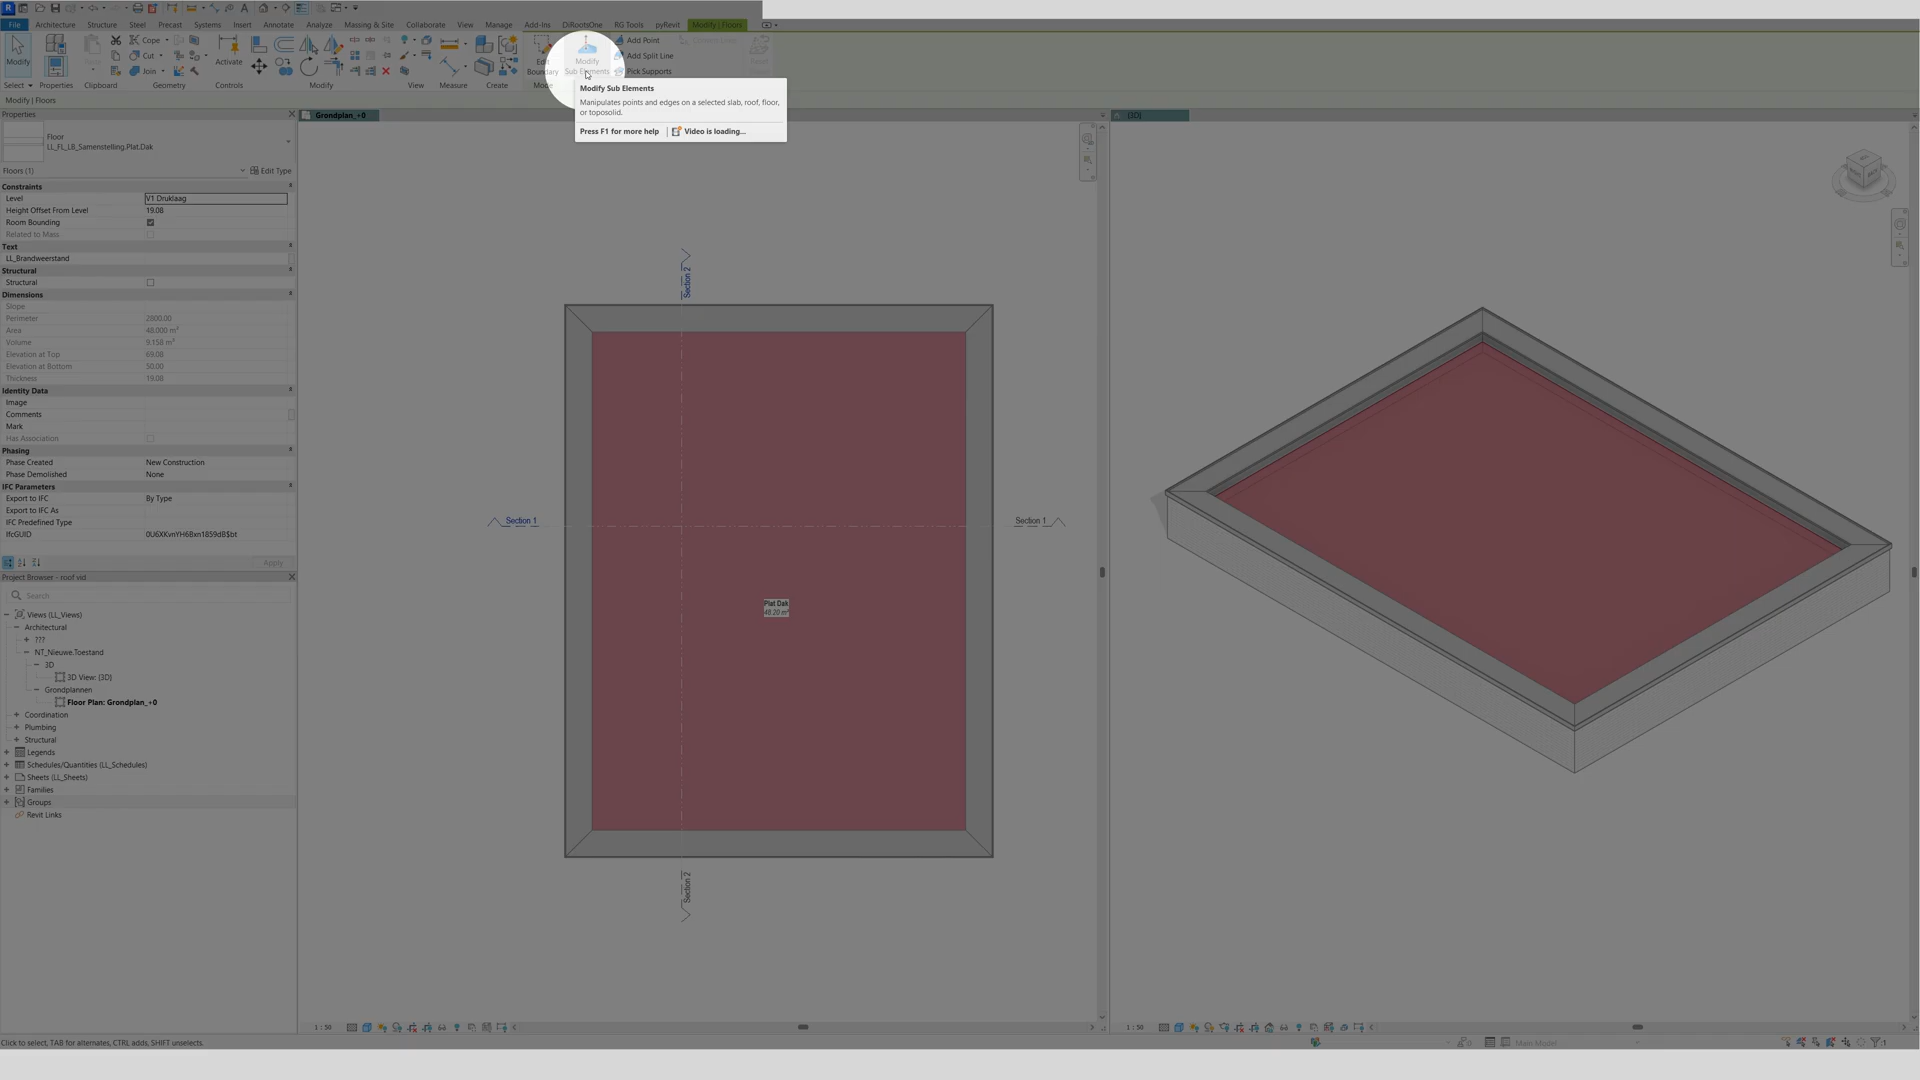 File Architecture Structure Steel Precast Systems Insert Annotate Analyze Massing & Site Collaborate View Manage Add-Ins DiRootsOne RG Tools pyRevit Modify | Floors
Cope
Cut
Join
Modify
Activate
Edit
Boundary
Modify
Sub Elements
Add Point
Add Split Line
Pick Supports
Select
Properties
Clipboard
Geometry
Controls
Modify
View
Measure
Create
Modify | Floors
Modify Sub Elements
Manipulates points and edges on a selected slab, roof, floor,
or toposolid.
Press F1 for more help
Video is loading...
Properties
Floor
LL_FL_LB_Samenstelling.Plat.Dak
Floors (1)
Edit Type
Constraints
Level V1 Druklaag
Height Offset From Level 19.08
Room Bounding
Related to Mass
Text
LL_Brandweerstand
Structural
Structural
Dimensions
Slope
Perimeter 2800.00
Area 48.000 m²
Volume 9.158 m³
Elevation at Top 69.08
Elevation at Bottom 50.00
Thickness 19.08
Identity Data
Image
Comments
Mark
Has Association
Phasing
Phase Created New Construction
Phase Demolished None
IFC Parameters
Export to IFC By Type
Export to IFC As
IFC Predefined Type
Apply
Project Browser - roof vid
Search
Views (LL_Views)
Architectural
???
NT_Nieuwe.Toestand
3D
3D View: {3D}
Grondplannen
Floor Plan: Grondplan_+0
Coordination
Plumbing
Structural
Legends
Schedules/Quantities (LL_Schedules)
Sheets (LL_Sheets)
Families
Groups
Revit Links
Grondplan_+0
{3D}
Section 2
Section 1
Section 1
Plat Dak
48.20 m²
Section 2
1 : 50
1 : 50
Click to select, TAB for alternates, CTRL adds, SHIFT unselects.
Main Model
:1